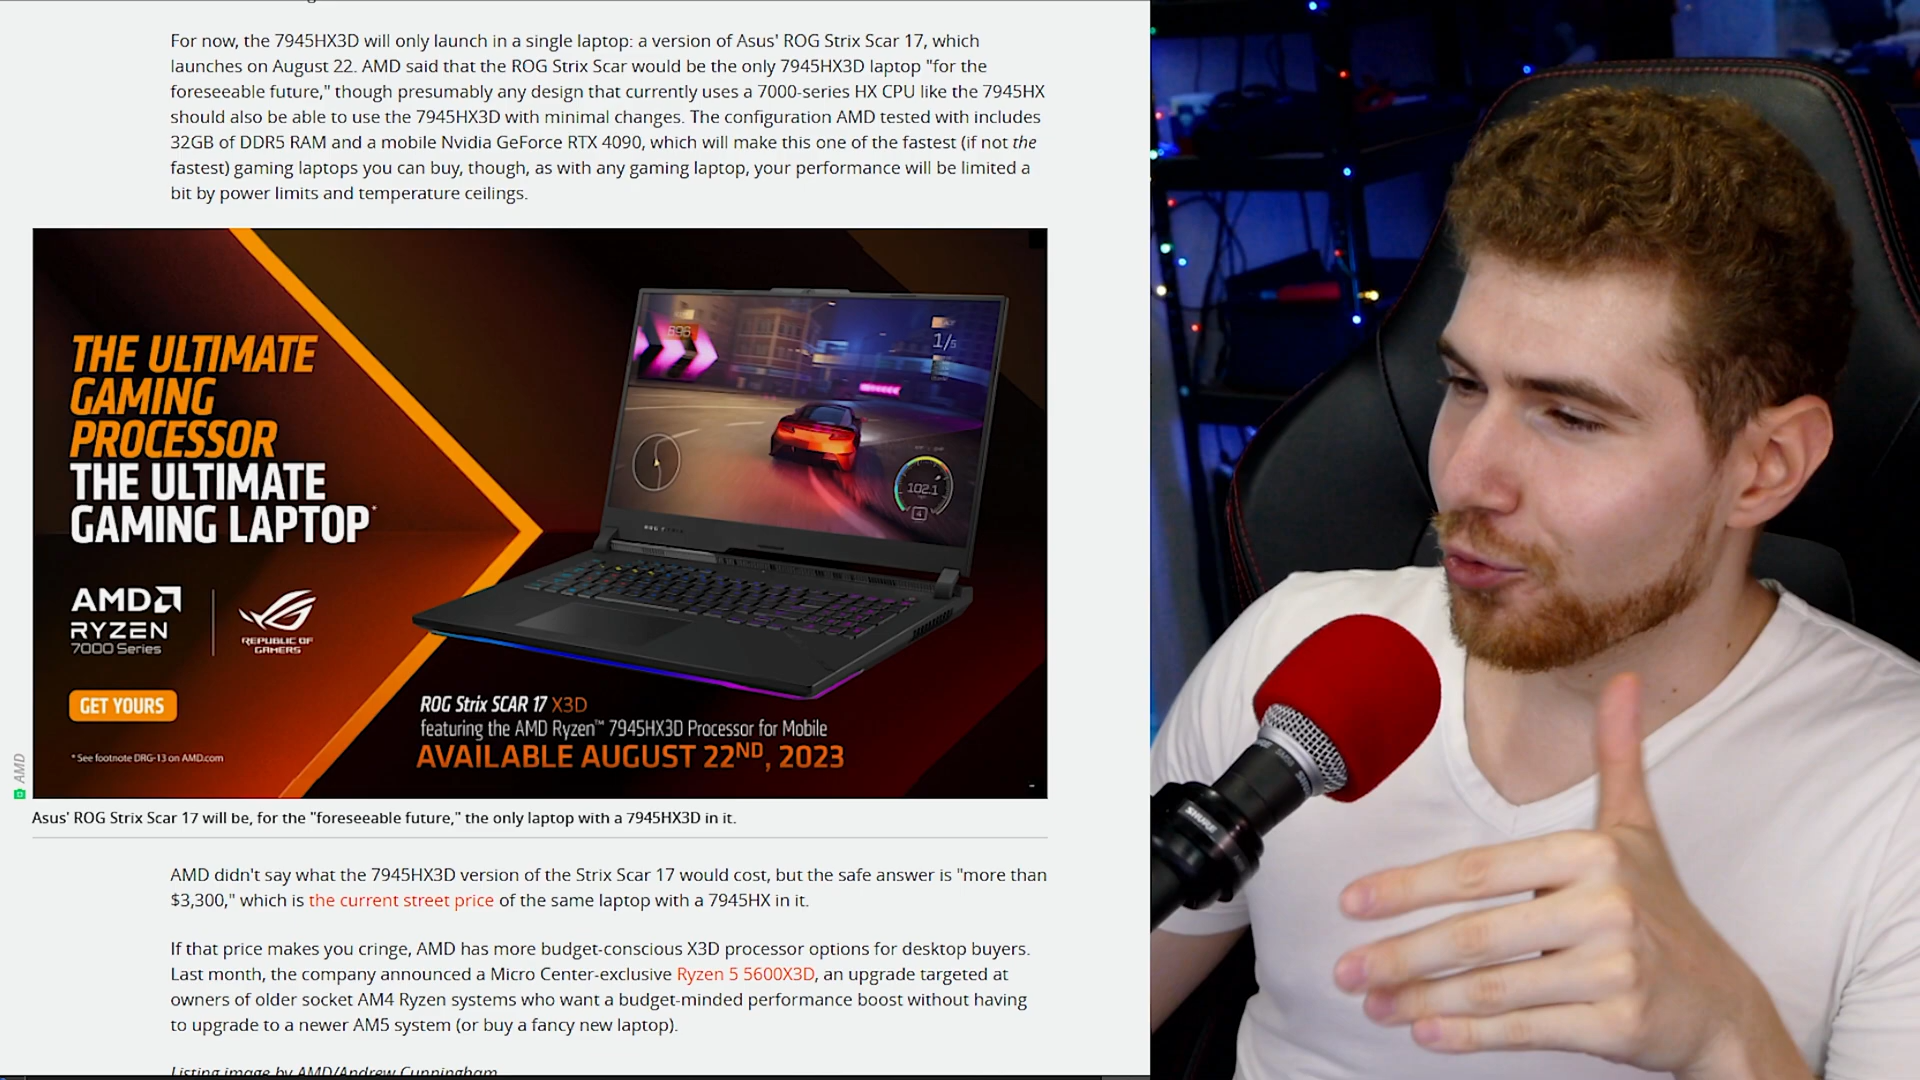 For now, the 7945HX3D will only launch in a single laptop: a version of Asus' ROG Strix Scar 17, which
launches on August 22. AMD said that the ROG Strix Scar would be the only 7945HX3D laptop "for the
foreseeable future," though presumably any design that currently uses a 7000-series HX CPU like the 7945HX
should also be able to use the 7945HX3D with minimal changes. The configuration AMD tested with includes
32GB of DDR5 RAM and a mobile Nvidia GeForce RTX 4090, which will make this one of the fastest (if not the
fastest) gaming laptops you can buy, though, as with any gaming laptop, your performance will be limited a
bit by power limits and temperature ceilings.
THE ULTIMATE
GAMING
PROCESSOR
THE ULTIMATE
GAMING LAPTOP*
AMD
RYZEN
7000 Series
REPUBLIC OF
GAMERS
GET YOURS
* See footnote DRG-13 on AMD.com
896
1/5
102.1
4
ROG Strix SCAR 17 X3D
featuring the AMD Ryzen™ 7945HX3D Processor for Mobile
AVAILABLE AUGUST 22ND, 2023
AMD
Asus' ROG Strix Scar 17 will be, for the "foreseeable future," the only laptop with a 7945HX3D in it.
AMD didn't say what the 7945HX3D version of the Strix Scar 17 would cost, but the safe answer is "more than
$3,300," which is the current street price of the same laptop with a 7945HX in it.
If that price makes you cringe, AMD has more budget-conscious X3D processor options for desktop buyers.
Last month, the company announced a Micro Center-exclusive Ryzen 5 5600X3D, an upgrade targeted at
owners of older socket AM4 Ryzen systems who want a budget-minded performance boost without having
to upgrade to a newer AM5 system (or buy a fancy new laptop).
Listing image by AMD/Andrew Cunningham
SHURE